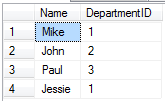 Name DepartmentID
1 Mike 1
2 John 2
3 Paul 3
4 Jessie 1